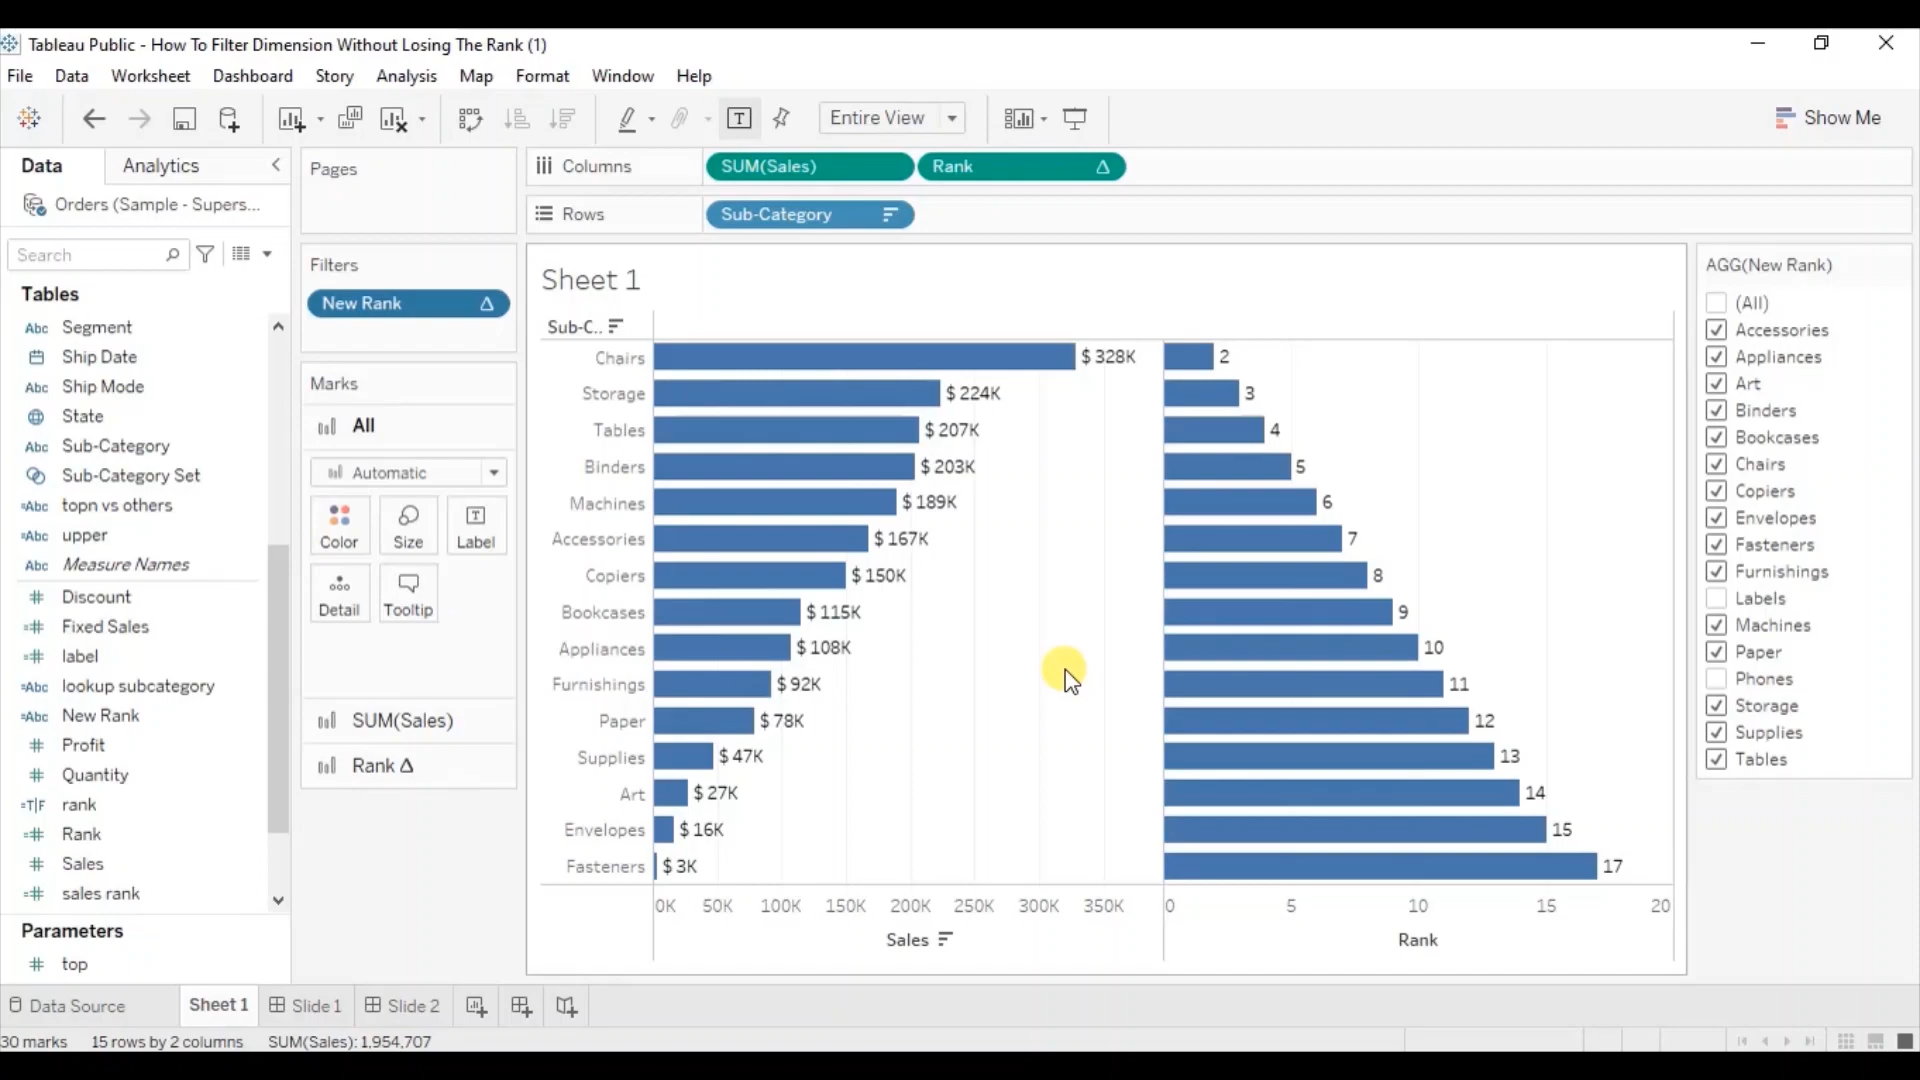 Tableau Public - How To Filter Dimension Without Losing The Rank (1)
File Data Worksheet Dashboard Story Analysis Map Format Window Help
Entire View
Show Me
Data Analytics
Orders (Sample - Supers...
Search
Tables
Abc Segment
Ship Date
Abc Ship Mode
State
Abc Sub-Category
Sub-Category Set
=Abc topn vs others
=Abc upper
Abc Measure Names
# Discount
=# Fixed Sales
=# label
=Abc lookup subcategory
=Abc New Rank
# Profit
# Quantity
=T|F rank
=# Rank
# Sales
=# sales rank
Parameters
# top
Pages
Filters
New Rank Δ
Marks
All
Automatic
Color Size Label
Detail Tooltip
SUM(Sales)
Rank Δ
Columns SUM(Sales) Rank Δ
Rows Sub-Category
Sheet 1
Sub-C..
Chairs $ 328K 2
Storage $ 224K 3
Tables $ 207K 4
Binders $ 203K 5
Machines $ 189K 6
Accessories $ 167K 7
Copiers $ 150K 8
Bookcases $ 115K 9
Appliances $ 108K 10
Furnishings $ 92K 11
Paper $ 78K 12
Supplies $ 47K 13
Art $ 27K 14
Envelopes $ 16K 15
Fasteners $ 3K 17
0K 50K 100K 150K 200K 250K 300K 350K 0 5 10 15 20
Sales Rank
AGG(New Rank)
(All)
Accessories
Appliances
Art
Binders
Bookcases
Chairs
Copiers
Envelopes
Fasteners
Furnishings
Labels
Machines
Paper
Phones
Storage
Supplies
Tables
Data Source Sheet 1 Slide 1 Slide 2
30 marks 15 rows by 2 columns SUM(Sales): 1,954,707